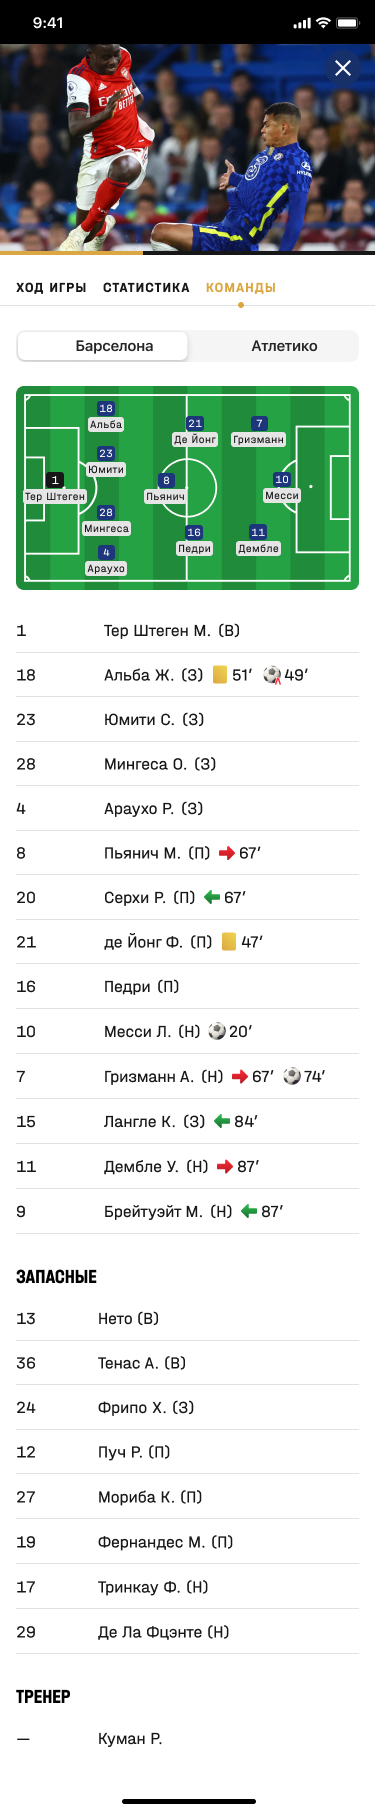 9:41
ХОД ИГРЫ СТАТИСТИКА КОМАНДЫ
Барселона Атлетико
18
Альба
21
Де Йонг
7
Гризманн
23
Юмити
1
Тер Штеген
8
Пьянич
10
Месси
28
Мингеса
16
Педри
11
Дембле
4
Араухо
1 Тер Штеген М. (В)
18 Альба Ж. (З) 51′ 49′
23 Юмити С. (З)
28 Мингеса О. (З)
4 Араухо Р. (З)
8 Пьянич М. (П) 67′
20 Серхи Р. (П) 67′
21 де Йонг Ф. (П) 47′
16 Педри (П)
10 Месси Л. (Н) 20′
7 Гризманн А. (Н) 67′ 74′
15 Лангле К. (З) 84′
11 Дембле У. (Н) 87′
9 Брейтуэйт М. (Н) 87′
ЗАПАСНЫЕ
13 Нето (В)
36 Тенас А. (В)
24 Фрипо Х. (З)
12 Пуч Р. (П)
27 Мориба К. (П)
19 Фернандес М. (П)
17 Тринкау Ф. (Н)
29 Де Ла Фцэнте (Н)
ТРЕНЕР
— Куман Р.